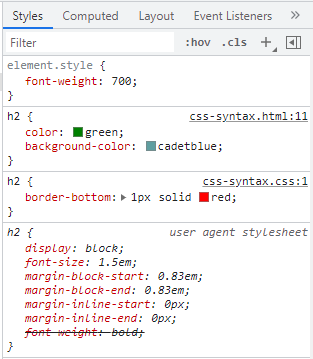 Styles Computed Layout Event Listeners »
Filter :hov .cls +
element.style {
font-weight: 700;
}
h2 { css-syntax.html:11
color: green;
background-color: cadetblue;
}
h2 { css-syntax.css:1
border-bottom: 1px solid red;
}
h2 { user agent stylesheet
display: block;
font-size: 1.5em;
margin-block-start: 0.83em;
margin-block-end: 0.83em;
margin-inline-start: 0px;
margin-inline-end: 0px;
font-weight: bold;
}